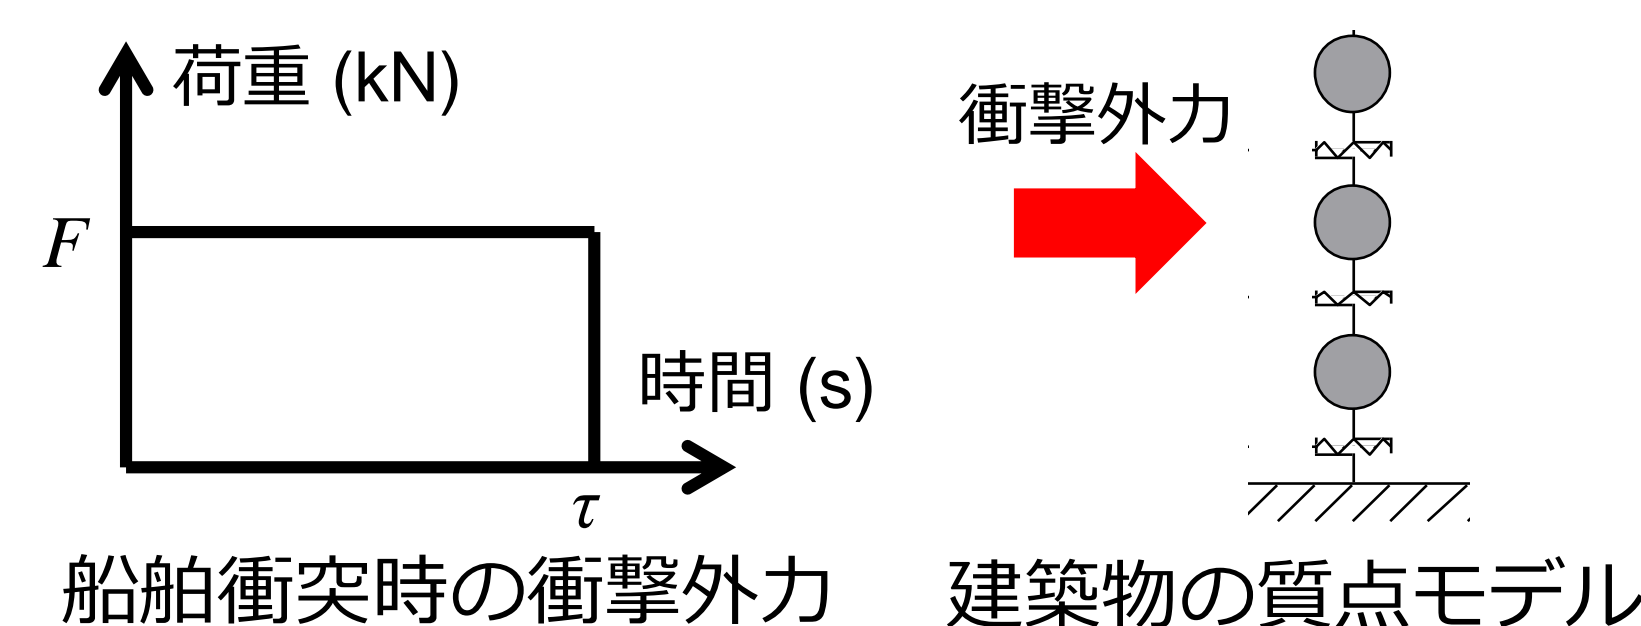 荷重 (kN)
F
時間 (s)
τ
船舶衝突時の衝撃外力
衝撃外力
建築物の質点モデル